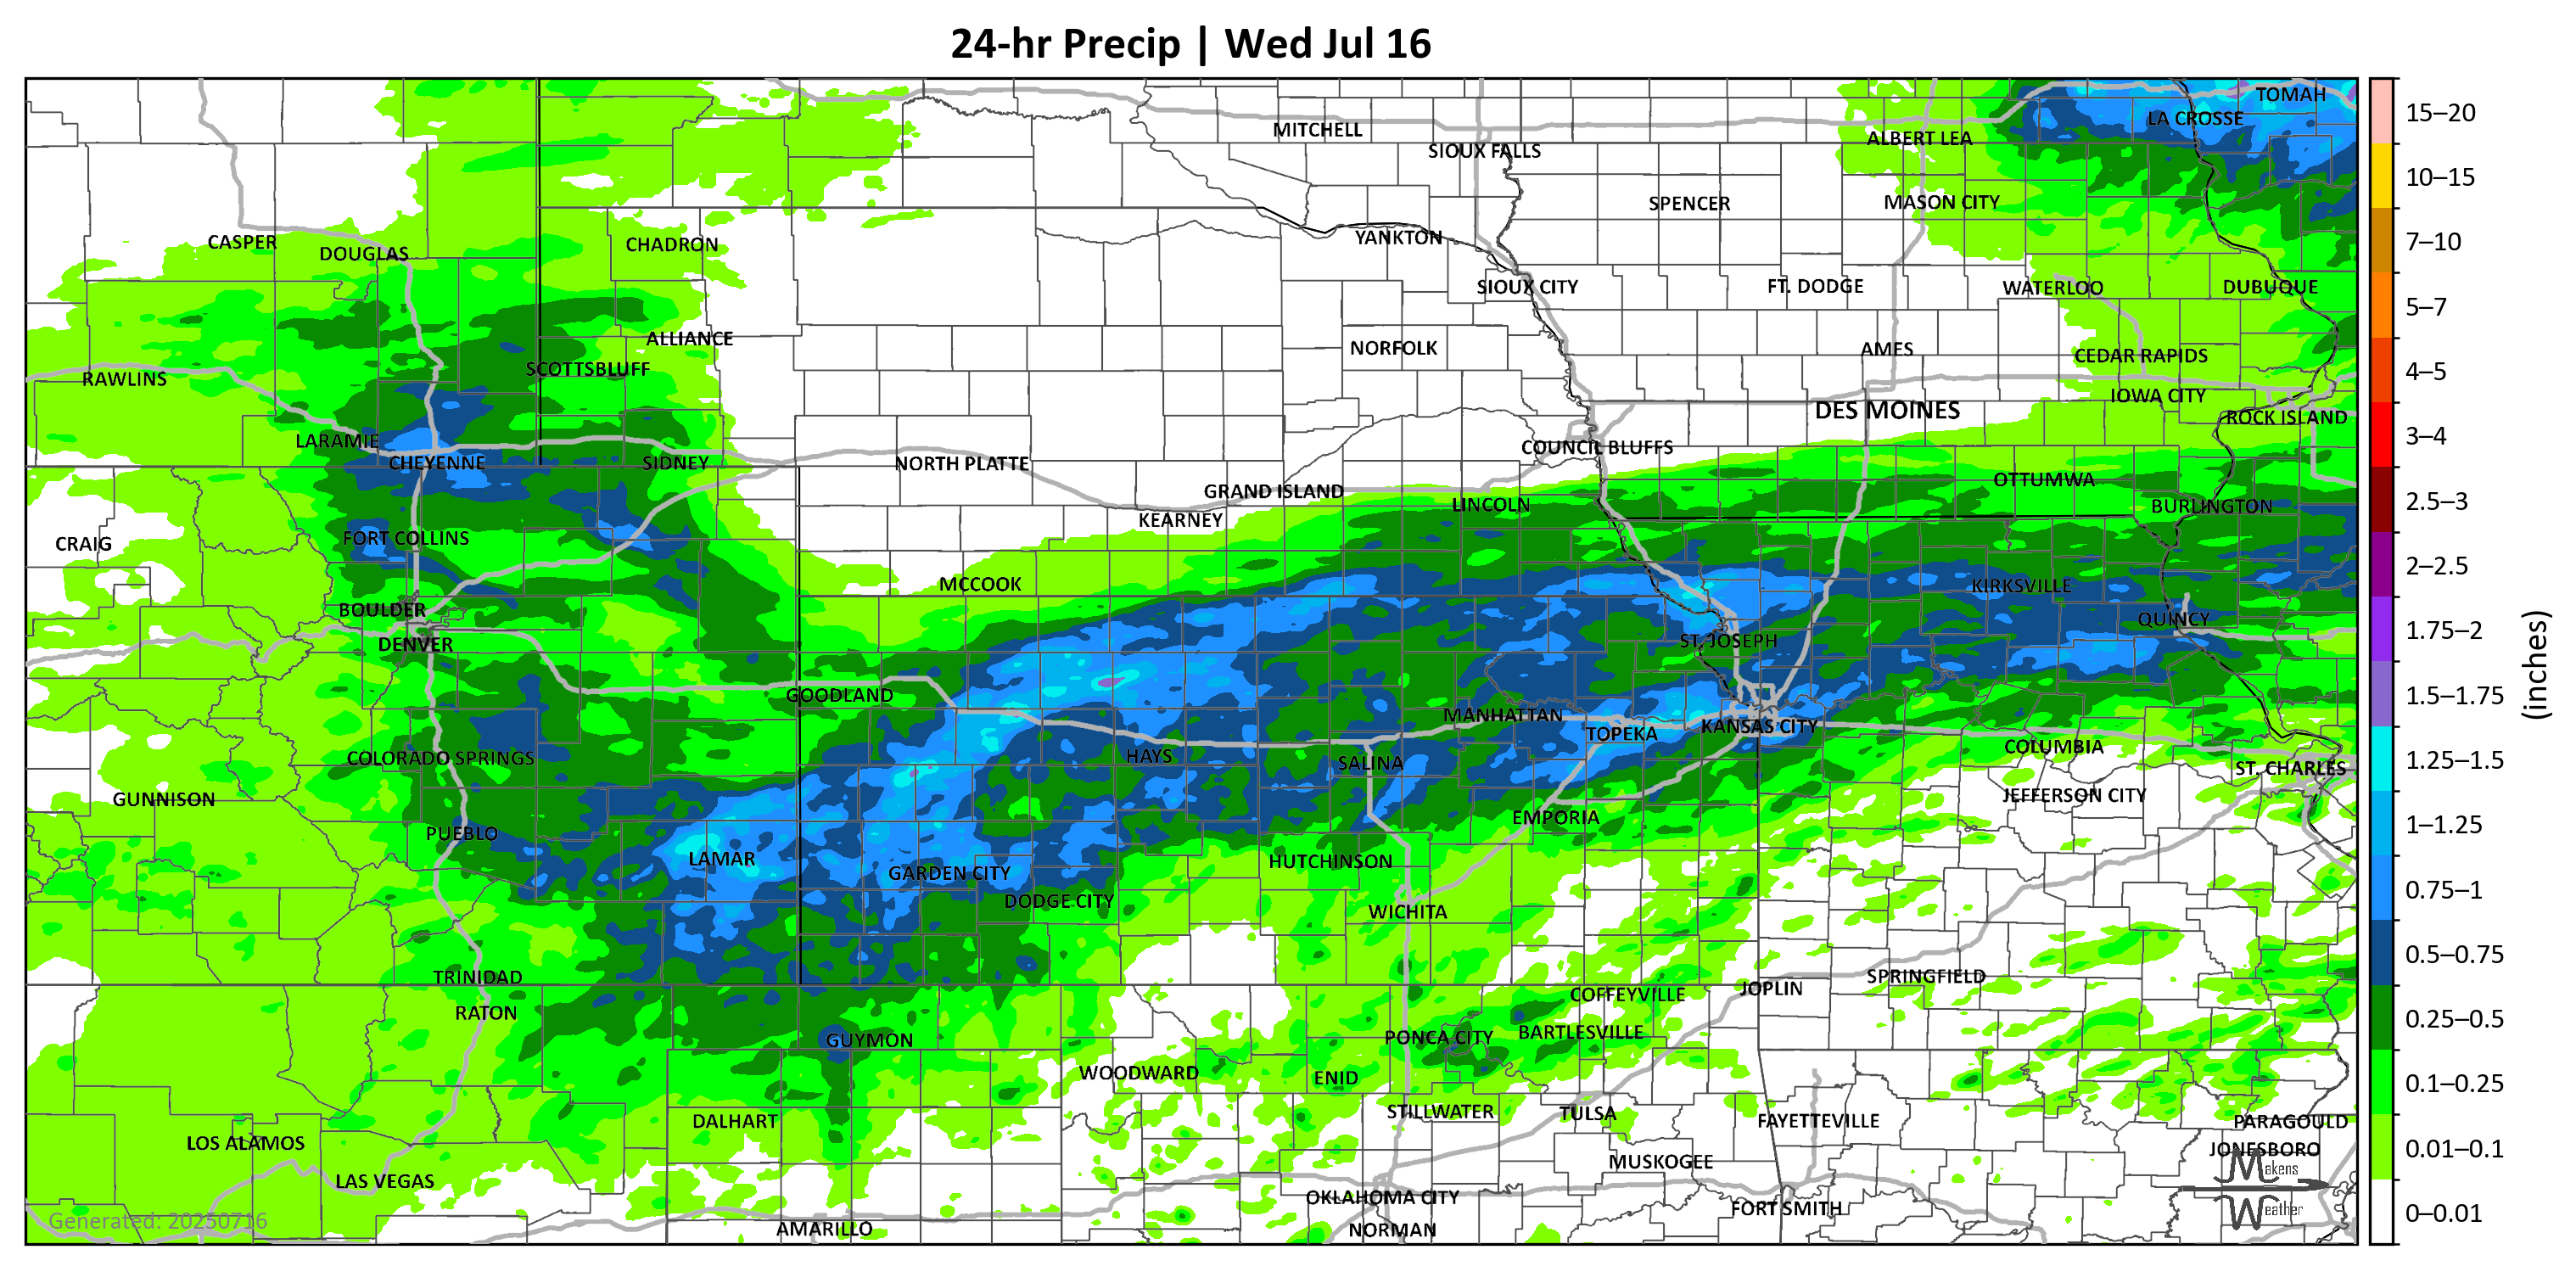 24-hr Precip | Wed Jul 16
TOMAH
LA CROSSE
MITCHELL
ALBERT LEA
SIOUX FALLS
SPENCER
MASON CITY
CASPER
DOUGLAS
CHADRON
YANKTON
SIOUX CITY
FT. DODGE
WATERLOO
DUBUQUE
ALLIANCE
NORFOLK
AMES
CEDAR RAPIDS
RAWLINS
SCOTTSBLUFF
IOWA CITY
DES MOINES
ROCK ISLAND
LARAMIE
COUNCIL BLUFFS
CHEYENNE
SIDNEY
NORTH PLATTE
GRAND ISLAND
OTTUMWA
LINCOLN
BURLINGTON
KEARNEY
CRAIG
FORT COLLINS
MCCOOK
KIRKSVILLE
BOULDER
QUINCY
DENVER
ST. JOSEPH
GOODLAND
MANHATTAN
TOPEKA
KANSAS CITY
COLUMBIA
COLORADO SPRINGS
HAYS
SALINA
ST. CHARLES
GUNNISON
JEFFERSON CITY
PUEBLO
EMPORIA
LAMAR
HUTCHINSON
GARDEN CITY
DODGE CITY
WICHITA
TRINIDAD
SPRINGFIELD
JOPLIN
COFFEYVILLE
RATON
GUYMON
PONCA CITY
BARTLESVILLE
WOODWARD
ENID
DALHART
STILLWATER
TULSA
FAYETTEVILLE
PARAGOULD
LOS ALAMOS
JONESBORO
MUSKOGEE
LAS VEGAS
OKLAHOMA CITY
FORT SMITH
AMARILLO
NORMAN
Generated: 20250716
Makens
Weather
15–20
10–15
7–10
5–7
4–5
3–4
2.5–3
2–2.5
1.75–2
1.5–1.75
1.25–1.5
1–1.25
0.75–1
0.5–0.75
0.25–0.5
0.1–0.25
0.01–0.1
0–0.01
(inches)